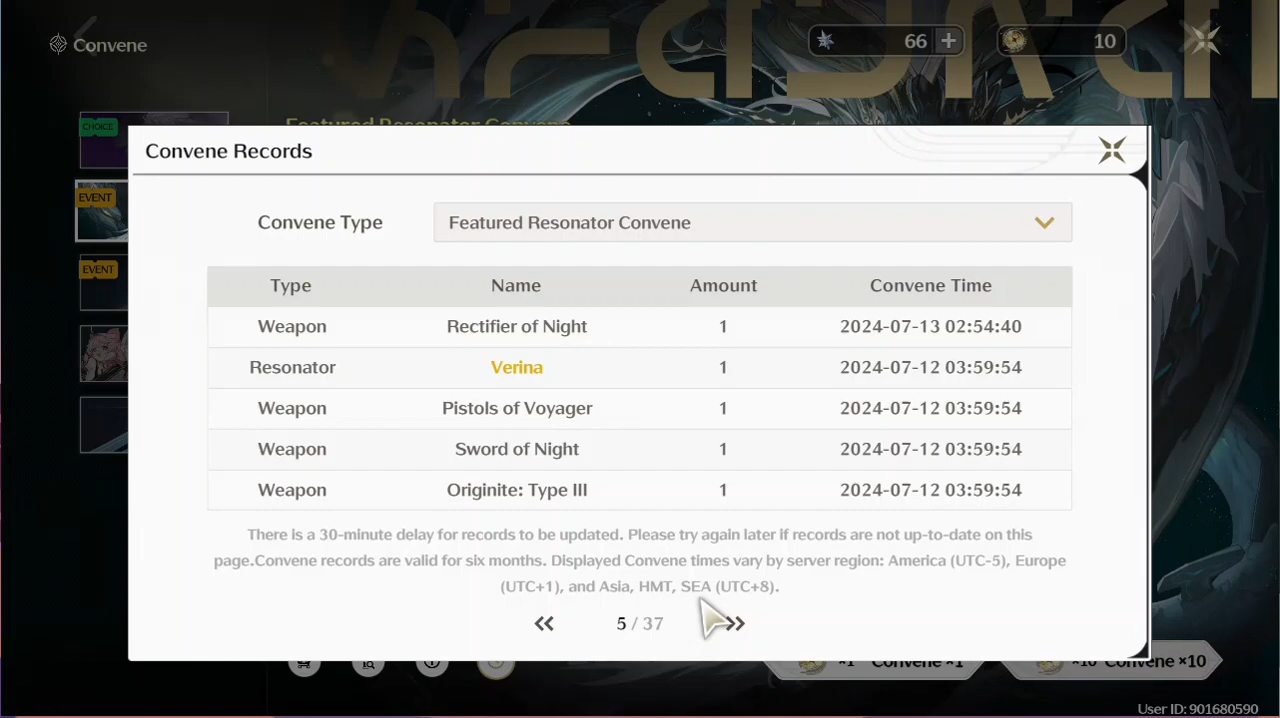 Convene
66
10
CHOICE
Featured Resonator Convene
Convene Records
EVENT
Convene Type
Featured Resonator Convene
EVENT
Type Name Amount Convene Time
Weapon Rectifier of Night 1 2024-07-13 02:54:40
Resonator Verina 1 2024-07-12 03:59:54
Weapon Pistols of Voyager 1 2024-07-12 03:59:54
Weapon Sword of Night 1 2024-07-12 03:59:54
Weapon Originite: Type III 1 2024-07-12 03:59:54
There is a 30-minute delay for records to be updated. Please try again later if records are not up-to-date on this
page.Convene records are valid for six months. Displayed Convene times vary by server region: America (UTC-5), Europe
(UTC+1), and Asia, HMT, SEA (UTC+8).
5 / 37
×1 Convene ×1
×10 Convene ×10
User ID: 901680590